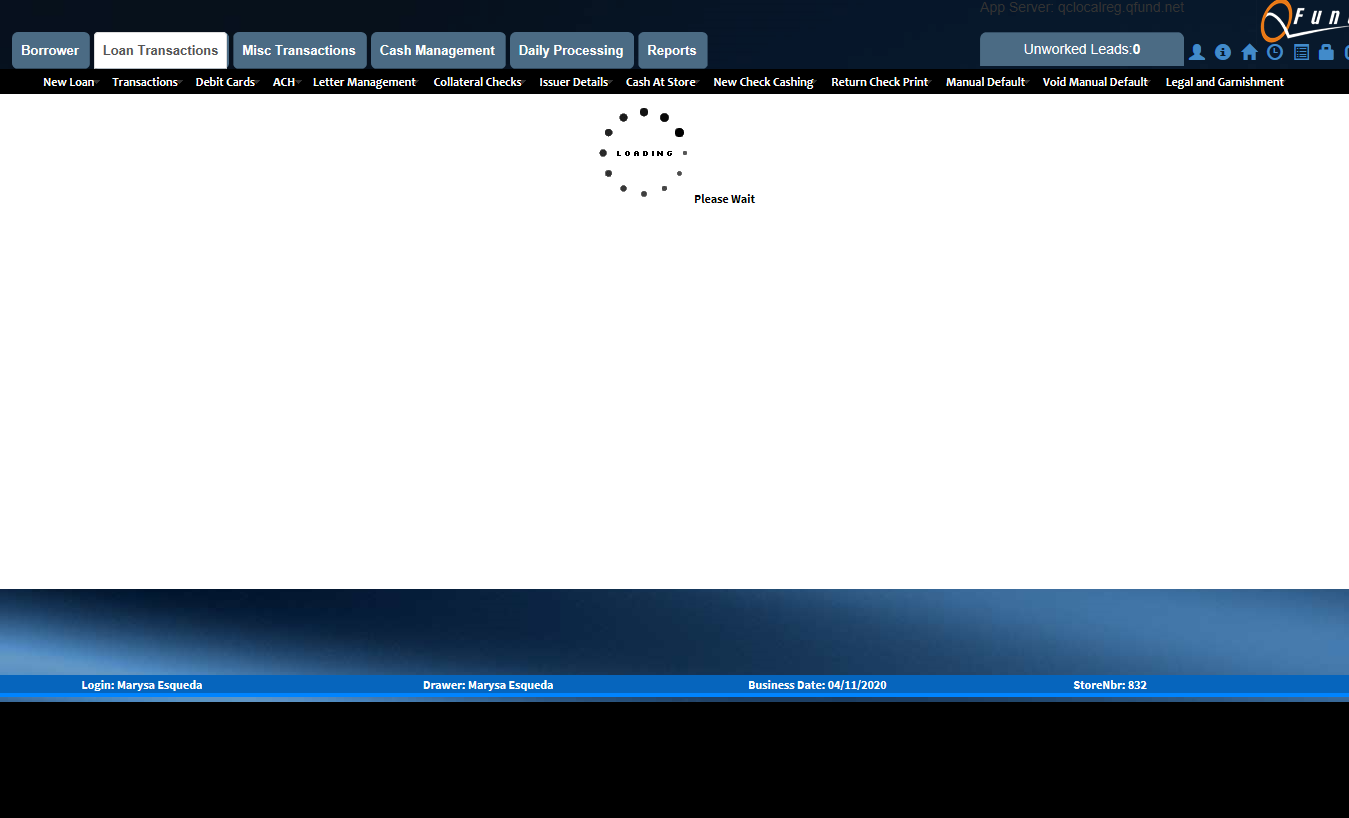 App Server: qclocalreg.qfund.net
Borrower Loan Transactions Misc Transactions Cash Management Daily Processing Reports Unworked Leads:0
New Loan Transactions Debit Cards ACH Letter Management Collateral Checks Issuer Details Cash At Store New Check Cashing Return Check Print Manual Default Void Manual Default Legal and Garnishment
LOADING
Please Wait
Login: Marysa Esqueda Drawer: Marysa Esqueda Business Date: 04/11/2020 StoreNbr: 832